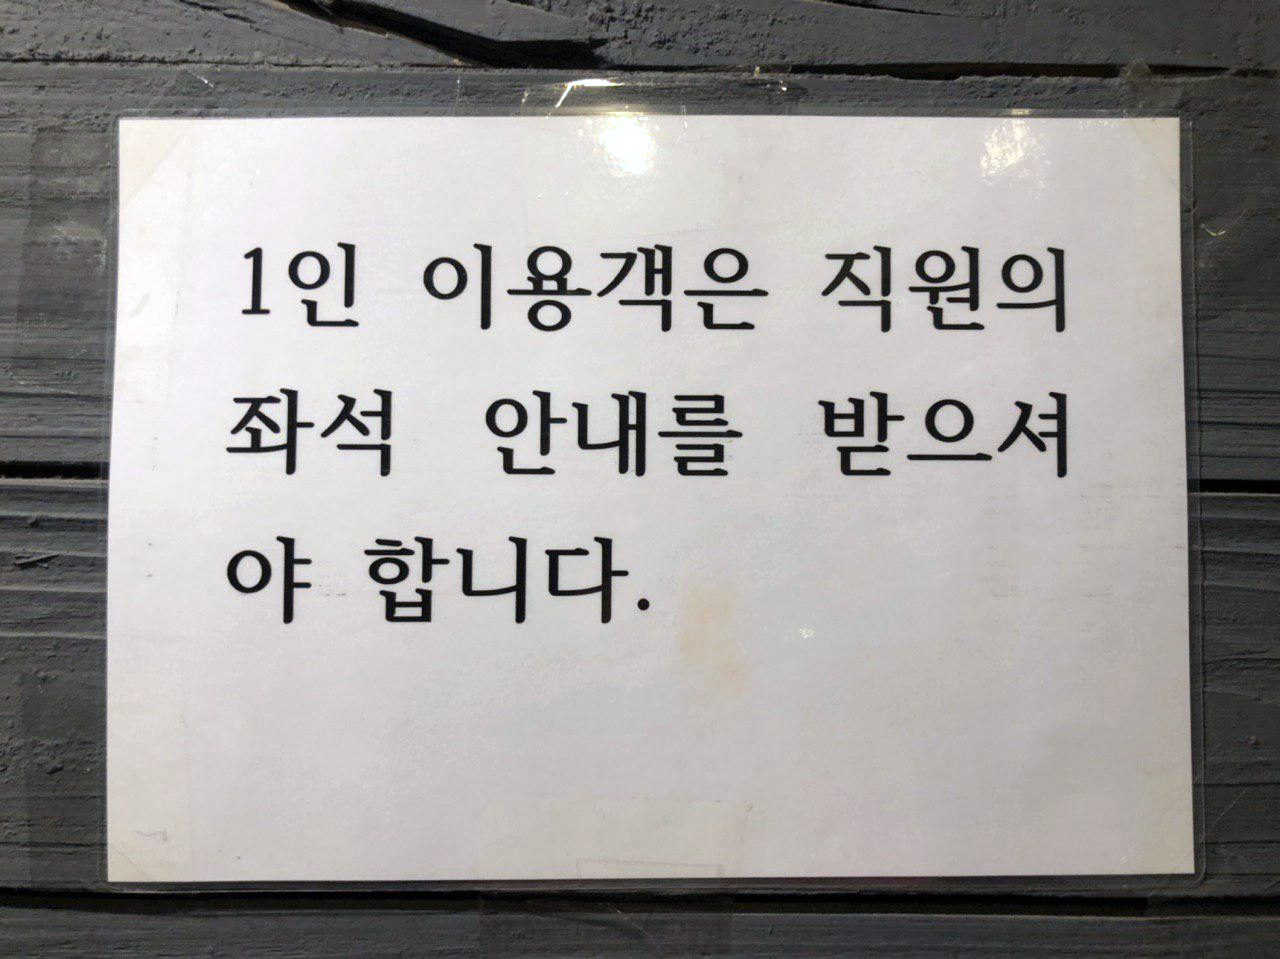 1인 이용객은 직원의
좌석 안내를 받으셔
야 합니다.